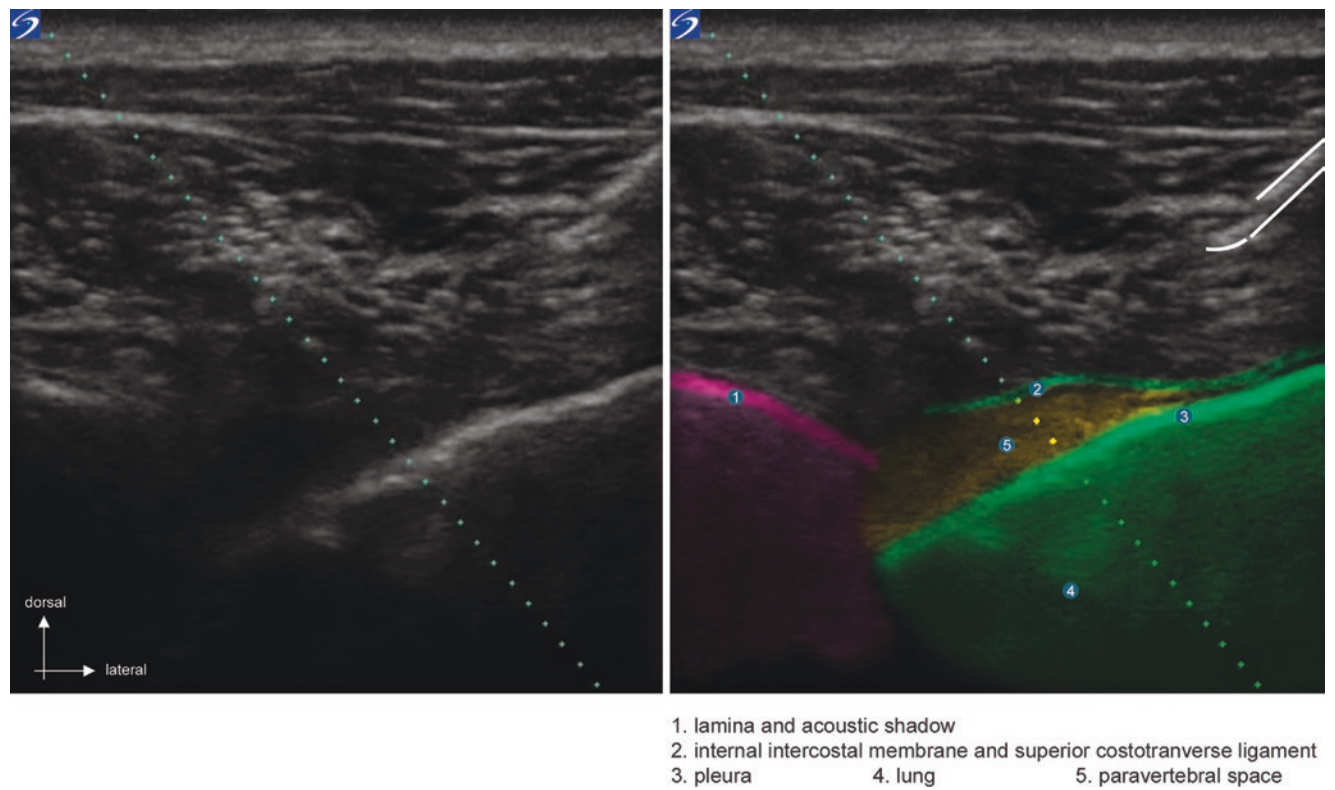 dorsal
lateral
1
2
3
5
4
1. lamina and acoustic shadow
2. internal intercostal membrane and superior costotranverse ligament
3. pleura 4. lung 5. paravertebral space